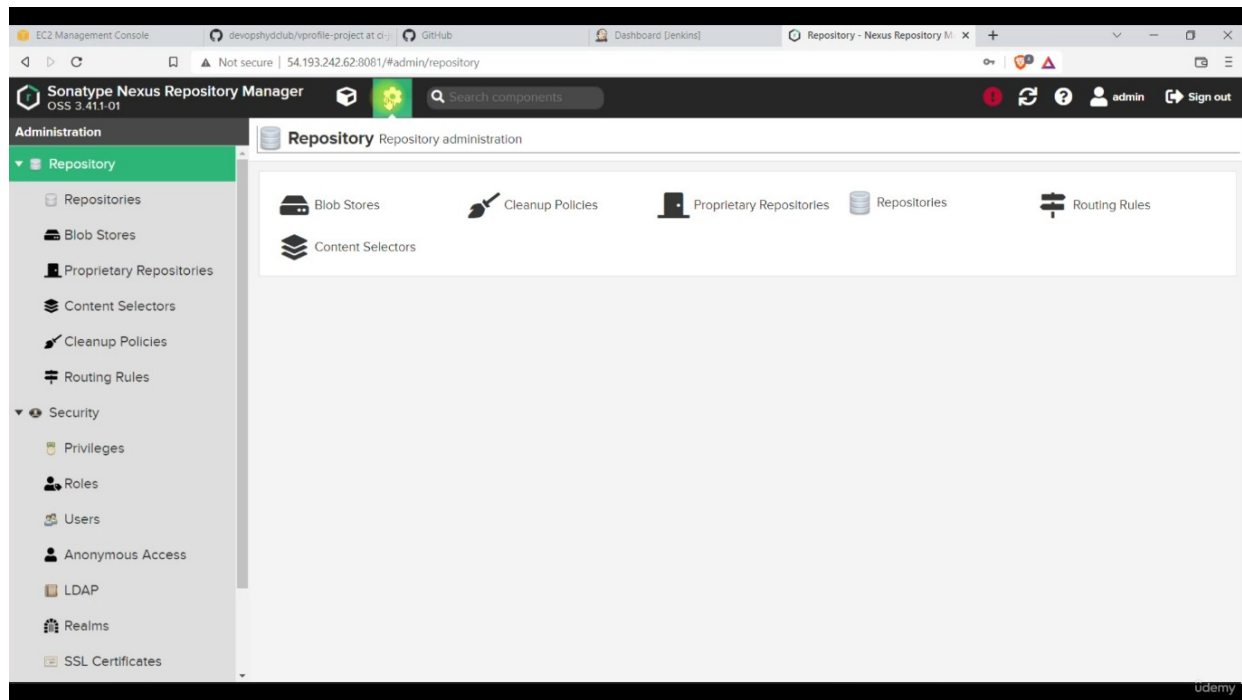 EC2 Management Console devopshydclub/vprofile-project at ci-j GitHub Dashboard [Jenkins] Repository - Nexus Repository M
Not secure | 54.193.242.62:8081/#admin/repository
Sonatype Nexus Repository Manager
OSS 3.41.1-01
Search components
admin Sign out
Administration
Repository Repository administration
Repository
Repositories
Blob Stores
Proprietary Repositories
Content Selectors
Cleanup Policies
Routing Rules
Security
Privileges
Roles
Users
Anonymous Access
LDAP
Realms
SSL Certificates
Blob Stores Cleanup Policies Proprietary Repositories Repositories Routing Rules
Content Selectors
ûdemy